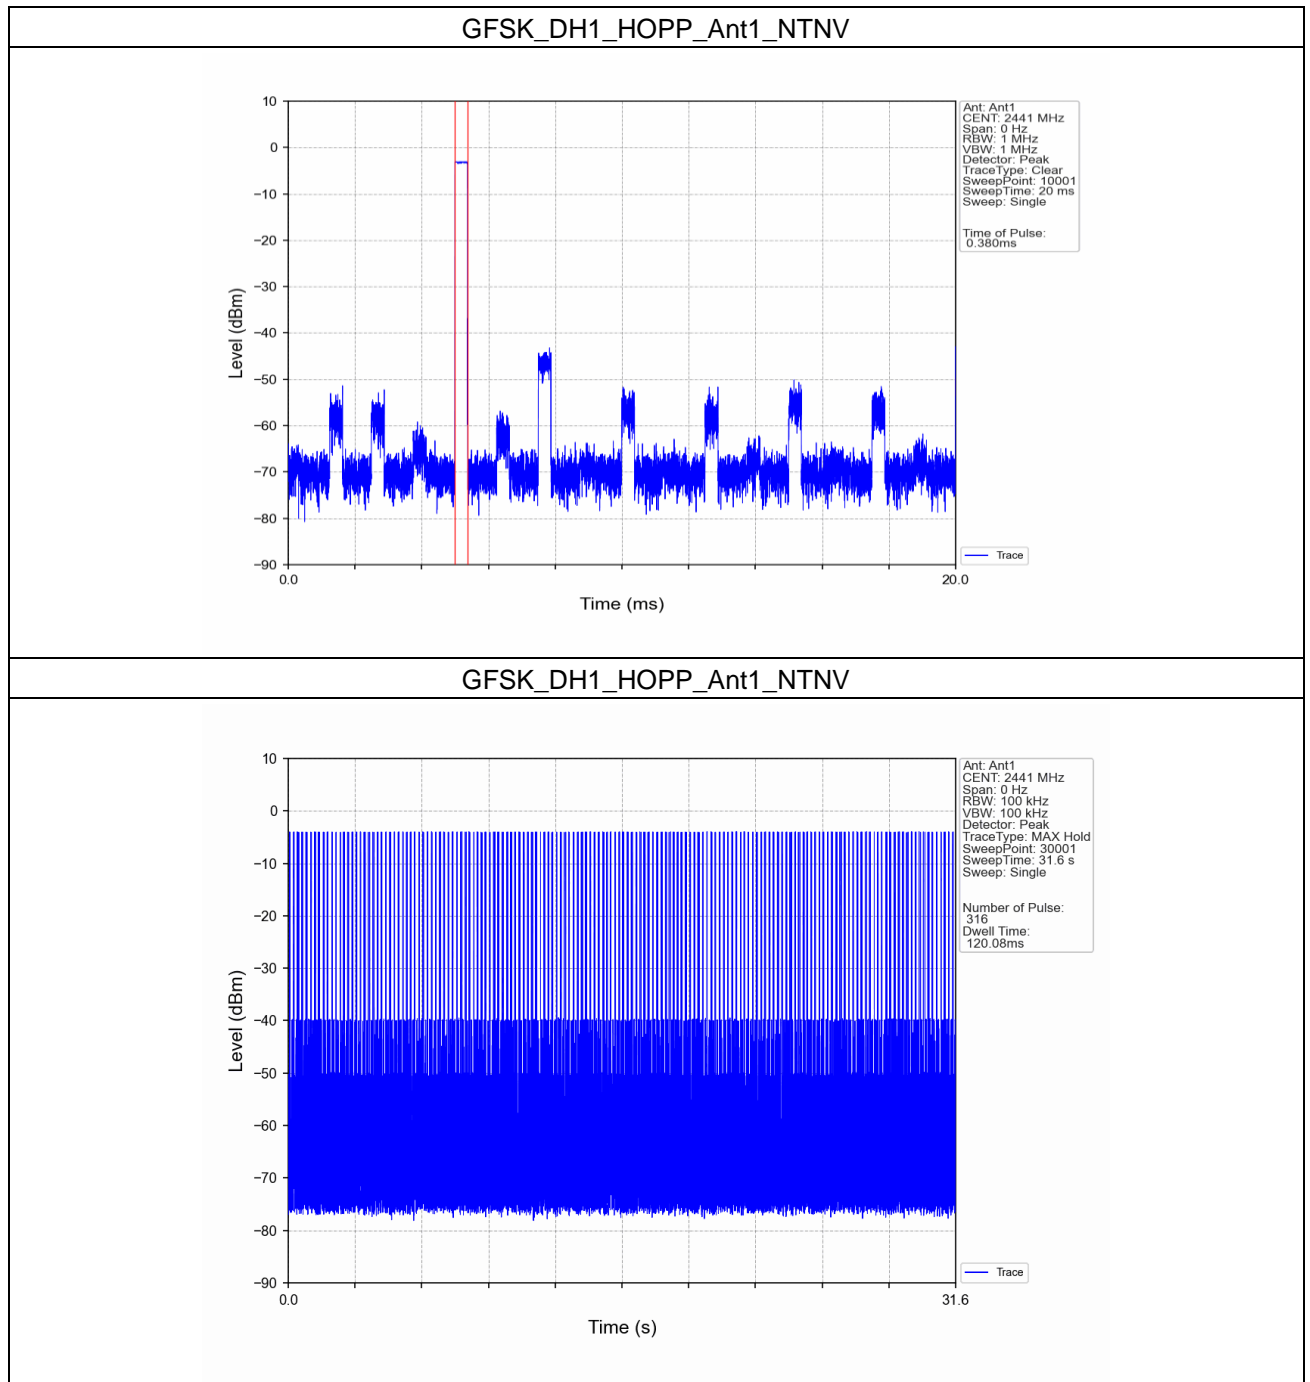 GFSK_DH1_HOPP_Ant1_NTNV
10
0
−10
−20
−30
−40
−50
−60
−70
−80
−90
Level (dBm)
0.0
20.0
Time (ms)
Ant: Ant1
CENT: 2441 MHz
Span: 0 Hz
RBW: 1 MHz
VBW: 1 MHz
Detector: Peak
TraceType: Clear
SweepPoint: 10001
SweepTime: 20 ms
Sweep: Single
Time of Pulse:
0.380ms
Trace
GFSK_DH1_HOPP_Ant1_NTNV
10
0
−10
−20
−30
−40
−50
−60
−70
−80
−90
Level (dBm)
0.0
31.6
Time (s)
Ant: Ant1
CENT: 2441 MHz
Span: 0 Hz
RBW: 100 kHz
VBW: 100 kHz
Detector: Peak
TraceType: MAX Hold
SweepPoint: 30001
SweepTime: 31.6 s
Sweep: Single
Number of Pulse:
316
Dwell Time:
120.08ms
Trace